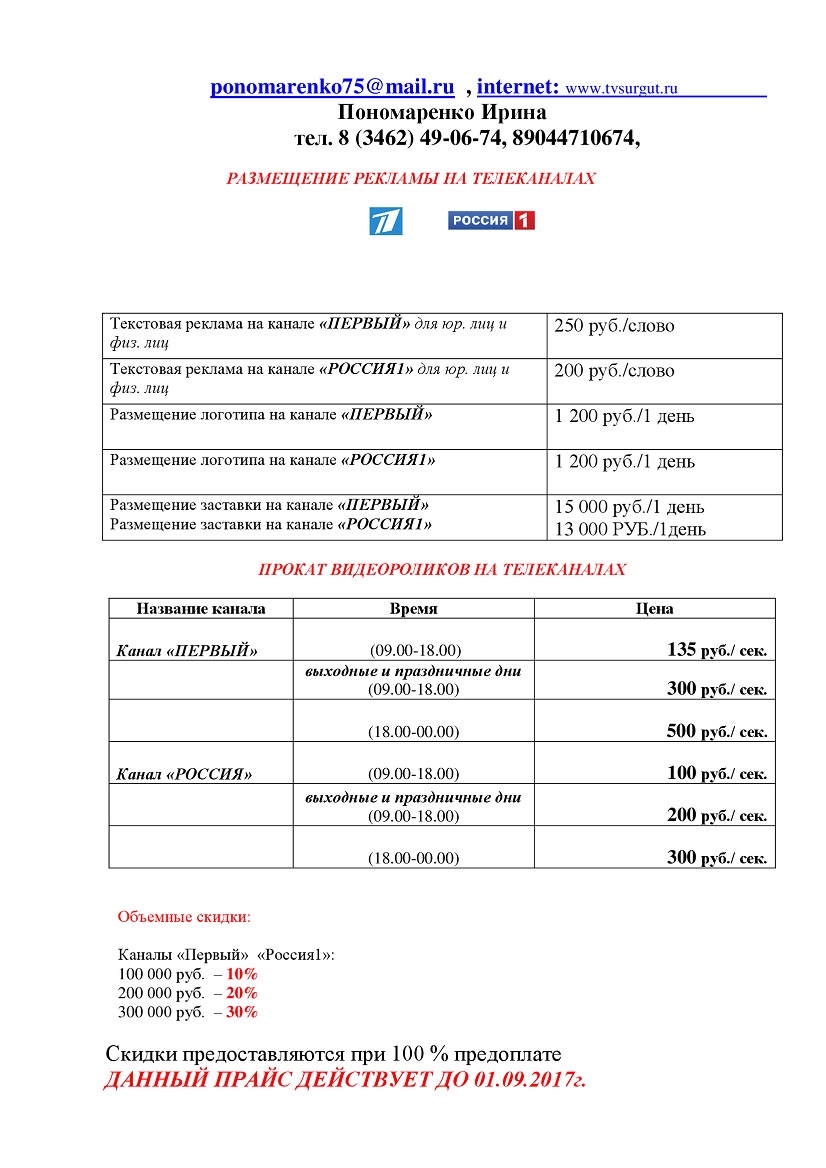 ponomarenko75@mail.ru , internet: www.tvsurgut.ru
Пономаренко Ирина
тел. 8 (3462) 49-06-74, 89044710674,
РАЗМЕЩЕНИЕ РЕКЛАМЫ НА ТЕЛЕКАНАЛАХ
РОССИЯ 1
Текстовая реклама на канале «ПЕРВЫЙ» для юр. лиц и
физ. лиц
250 руб./слово
Текстовая реклама на канале «РОССИЯ1» для юр. лиц и
физ. лиц
200 руб./слово
Размещение логотипа на канале «ПЕРВЫЙ»
1 200 руб./1 день
Размещение логотипа на канале «РОССИЯ1»
1 200 руб./1 день
Размещение заставки на канале «ПЕРВЫЙ»
Размещение заставки на канале «РОССИЯ1»
15 000 руб./1 день
13 000 РУБ./1день
ПРОКАТ ВИДЕОРОЛИКОВ НА ТЕЛЕКАНАЛАХ
Название канала Время Цена
Канал «ПЕРВЫЙ» (09.00-18.00) 135 руб./ сек.
выходные и праздничные дни
(09.00-18.00) 300 руб./ сек.
(18.00-00.00) 500 руб./ сек.
Канал «РОССИЯ» (09.00-18.00) 100 руб./ сек.
выходные и праздничные дни
(09.00-18.00) 200 руб./ сек.
(18.00-00.00) 300 руб./ сек.
Объемные скидки:
Каналы «Первый» «Россия1»:
100 000 руб. – 10%
200 000 руб. – 20%
300 000 руб. – 30%
Скидки предоставляются при 100 % предоплате
ДАННЫЙ ПРАЙС ДЕЙСТВУЕТ ДО 01.09.2017г.